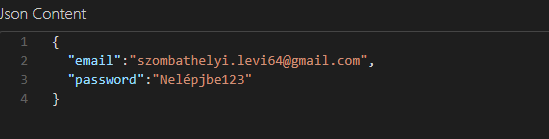 Json Content
1 {
2 "email":"szombathelyi.levi64@gmail.com",
3 "password":"Nelépjbe123"
4 }